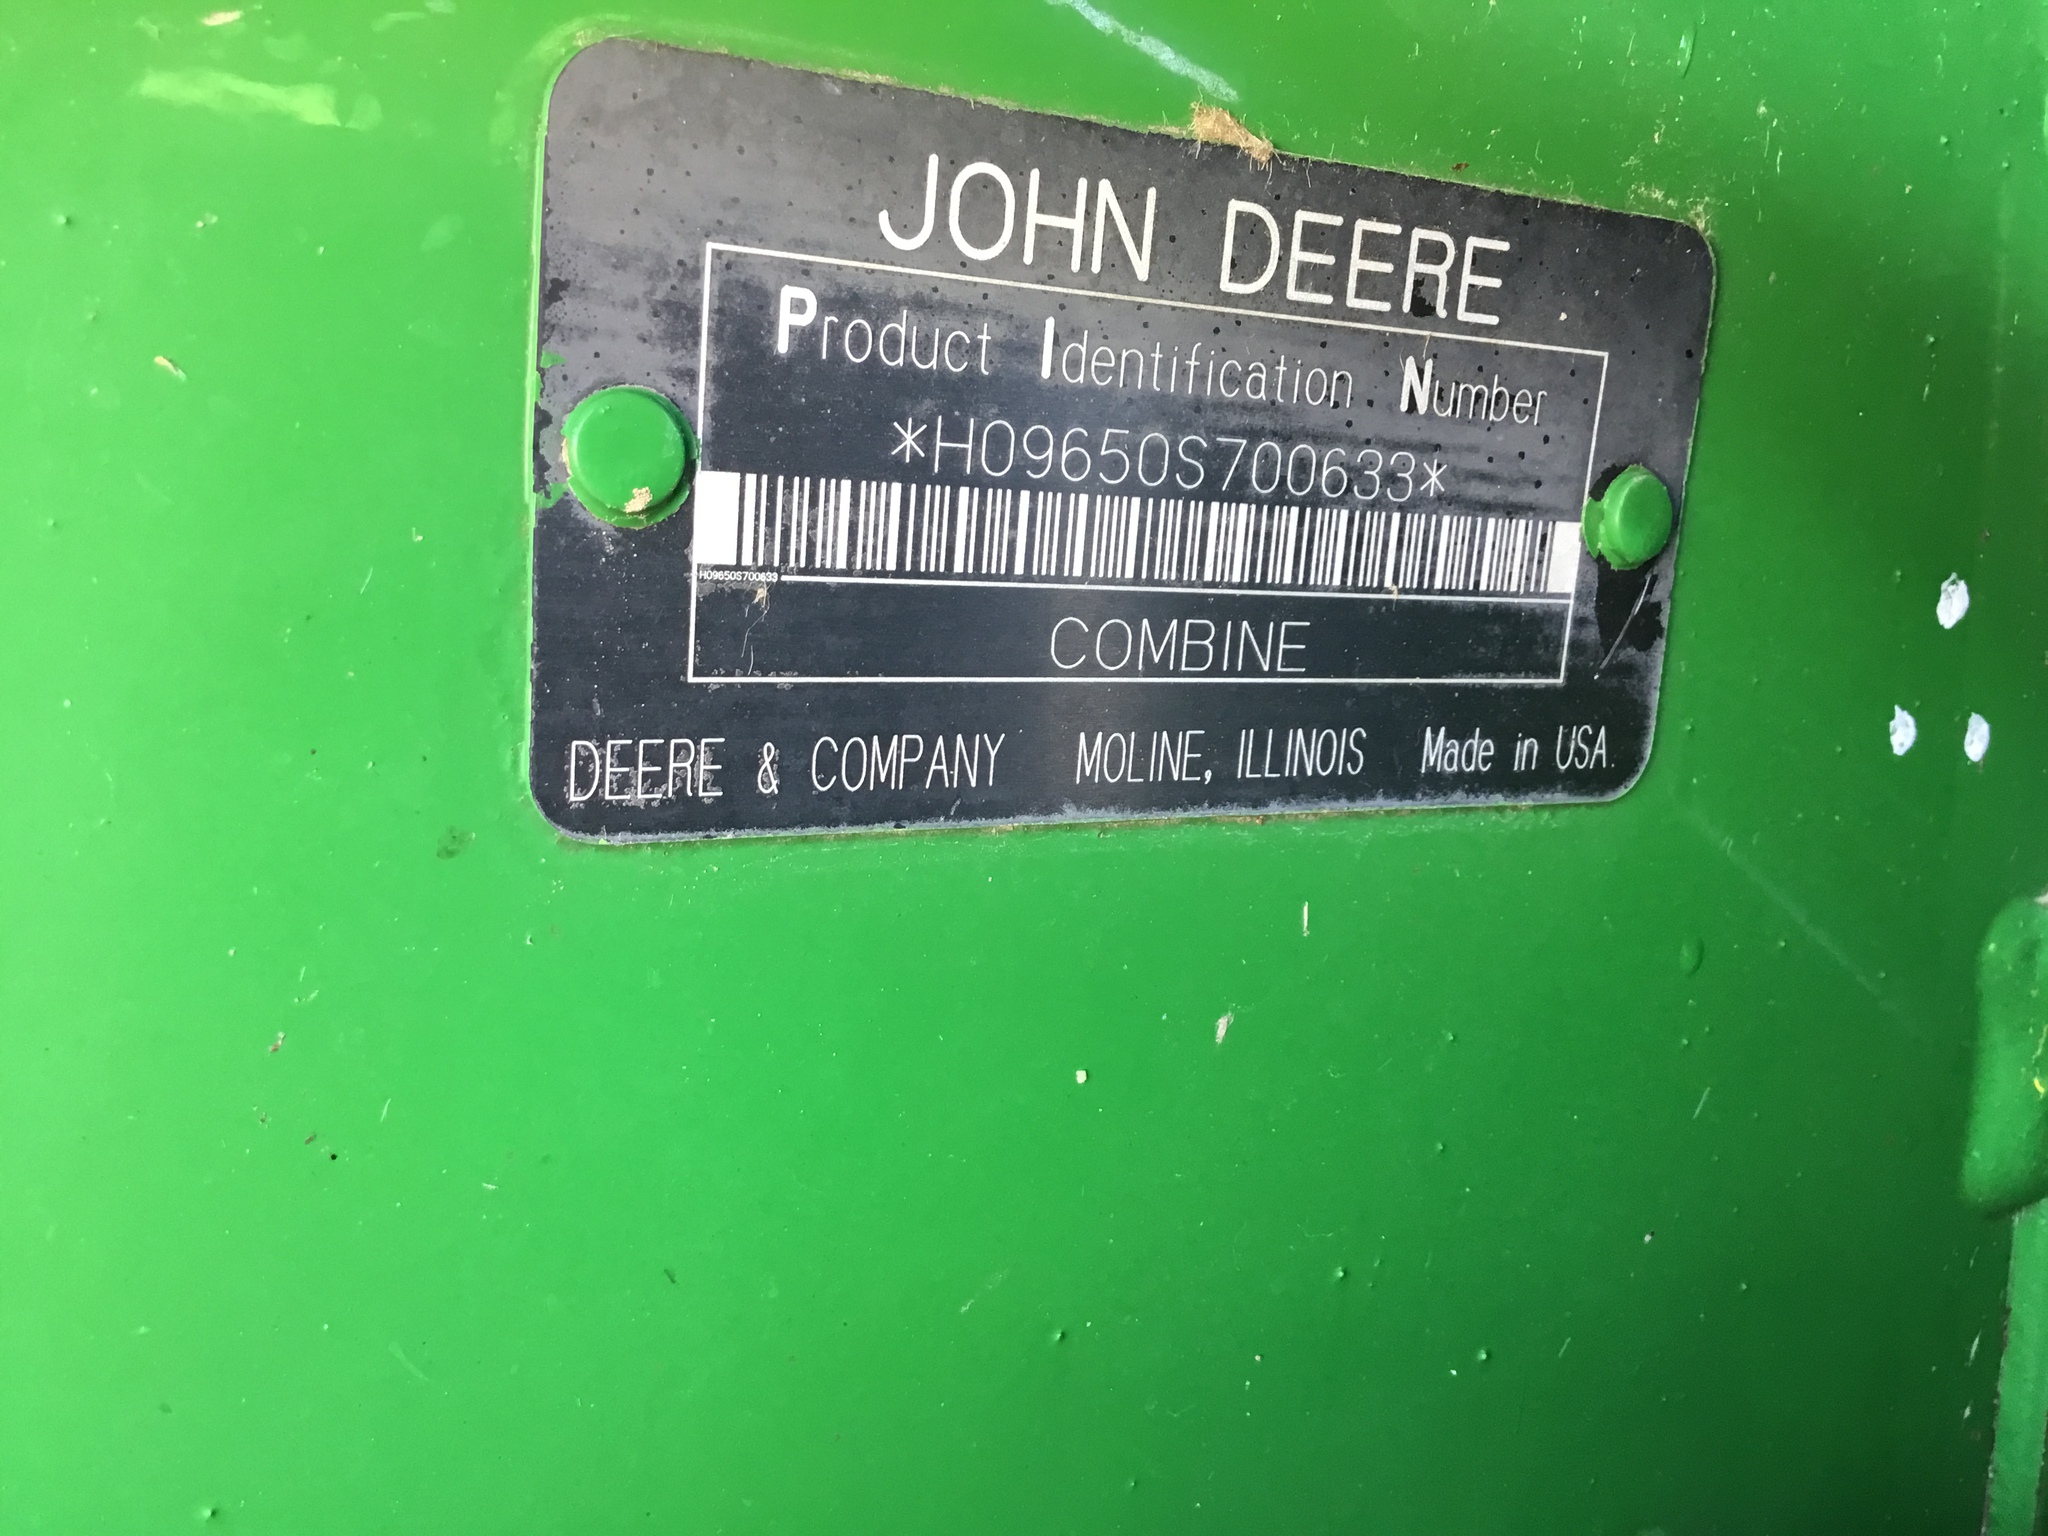 JOHN DEERE
Product Identification Number
*H09650S700633*
H09650S700633
COMBINE
DEERE & COMPANY MOLINE, ILLINOIS Made in USA.